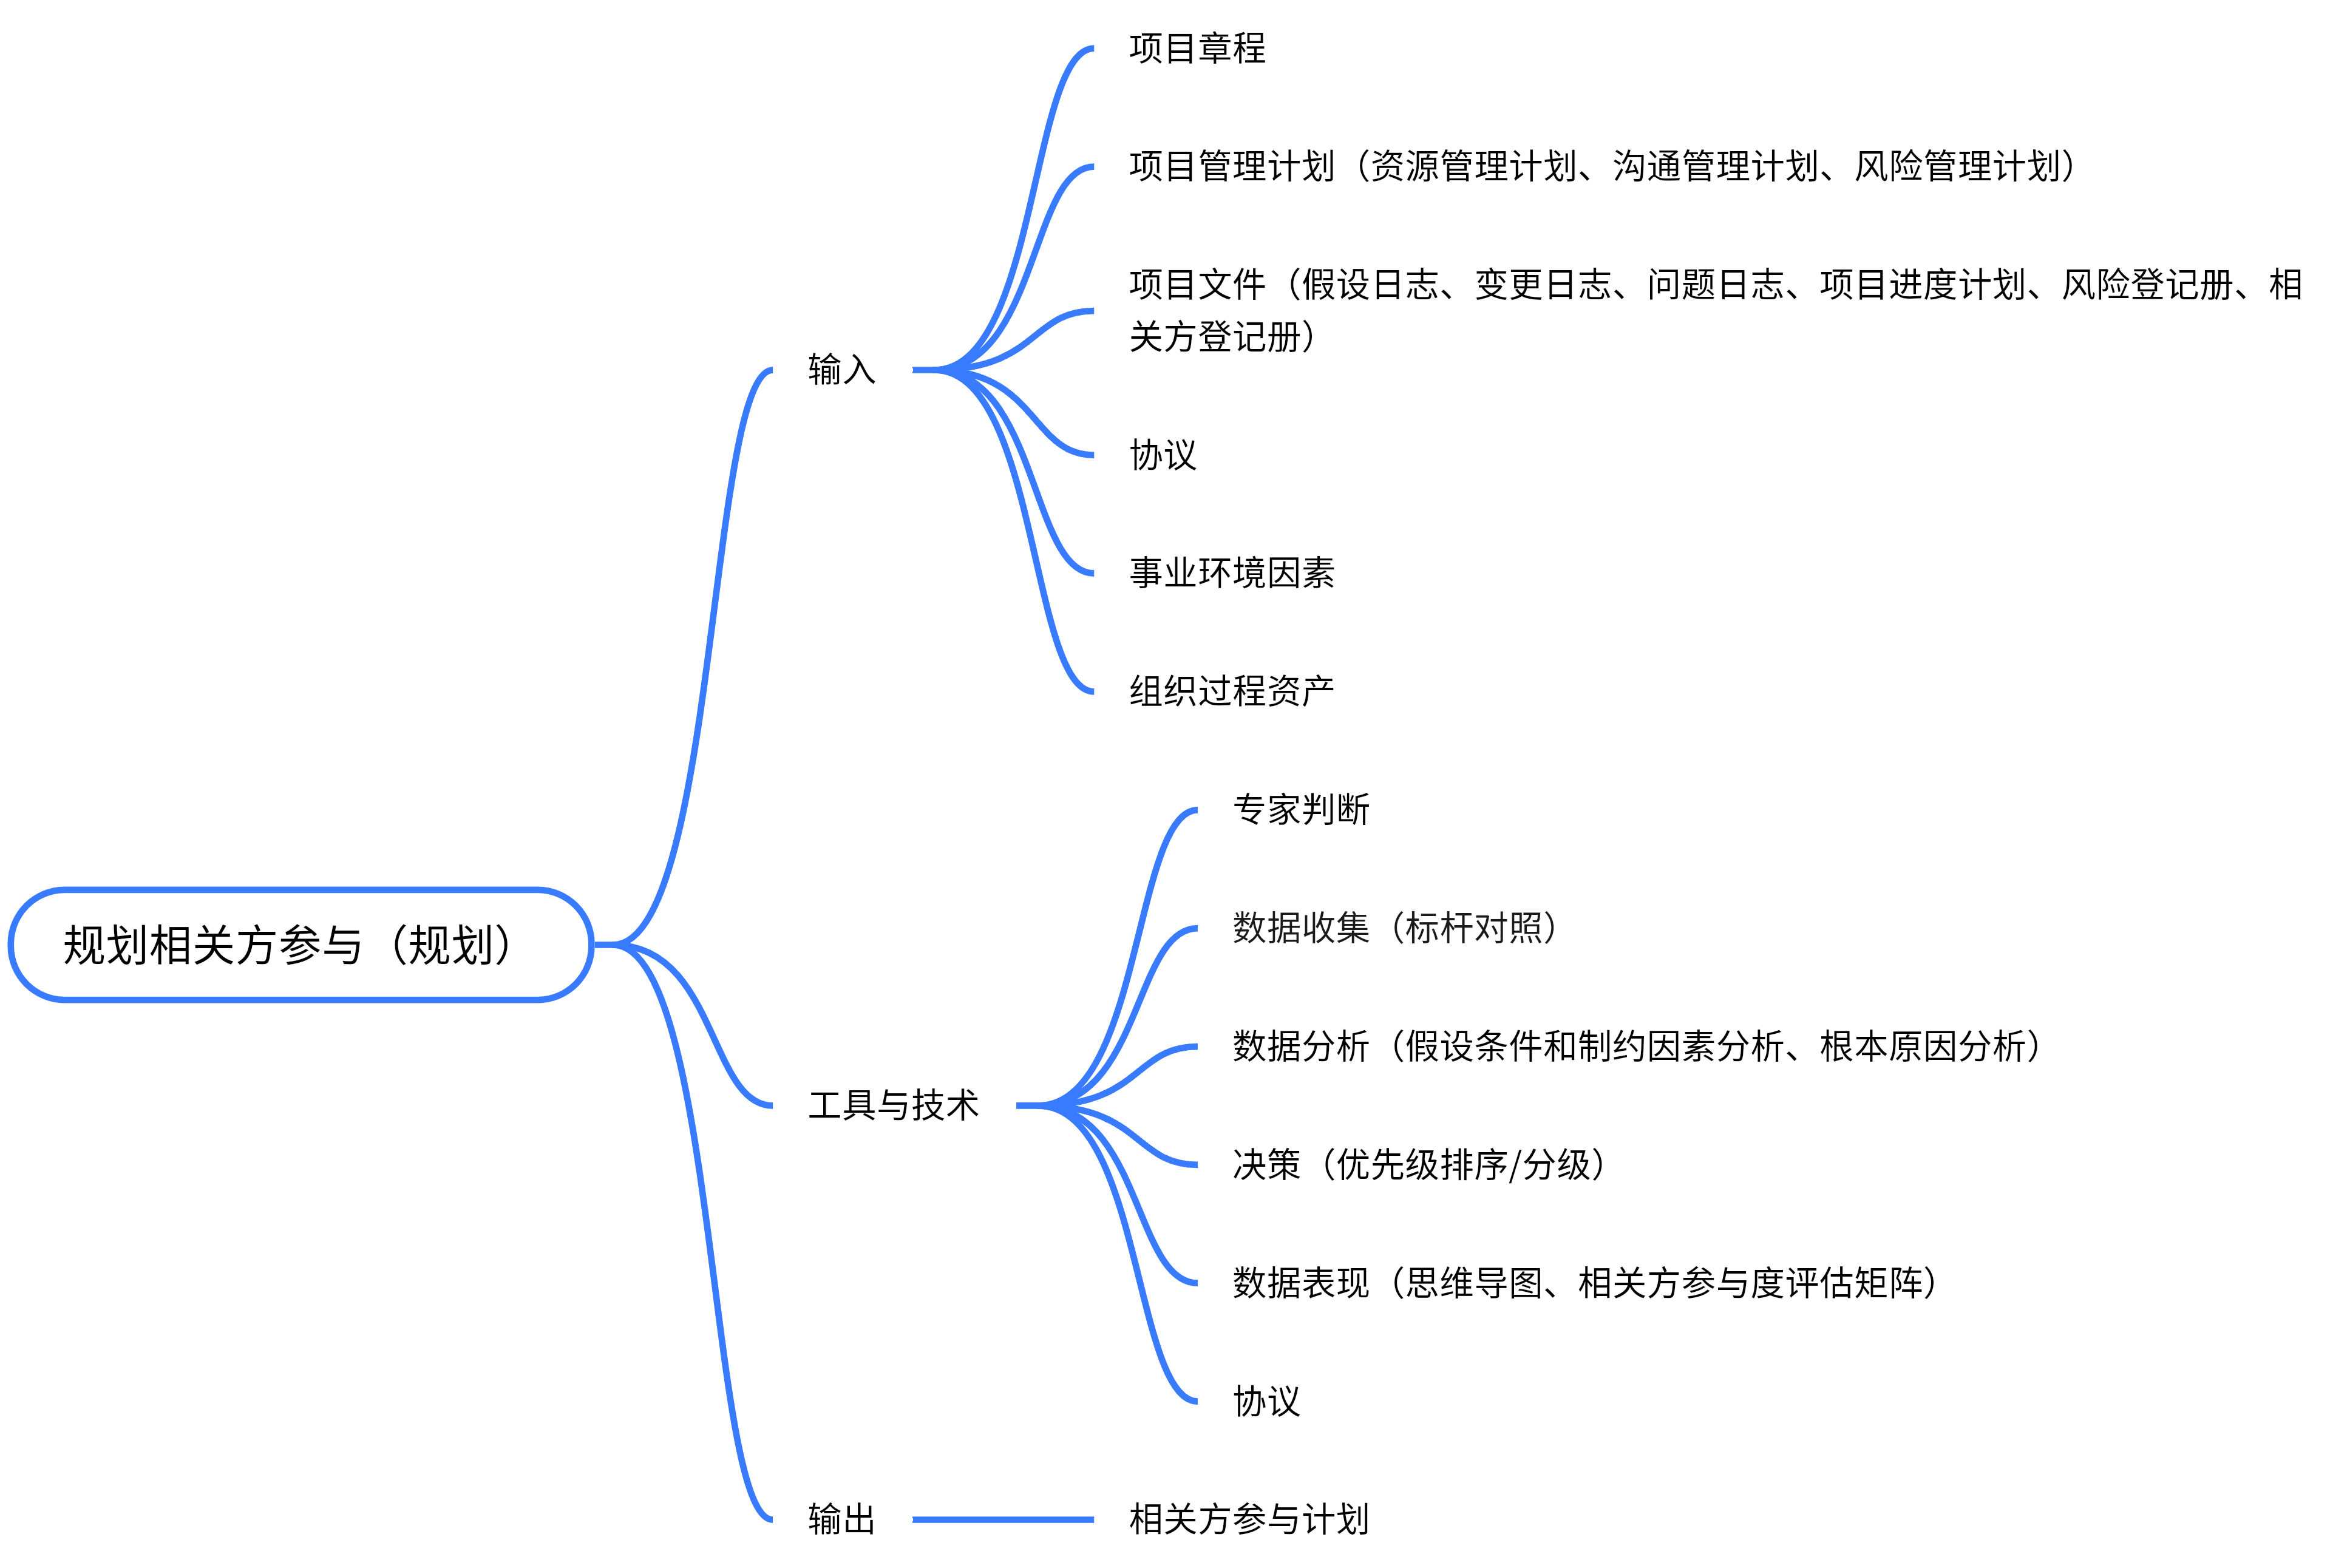 项目章程
项目管理计划（资源管理计划、沟通管理计划、风险管理计划）
项目文件（假设日志、变更日志、问题日志、项目进度计划、风险登记册、相
关方登记册）
输入
协议
事业环境因素
组织过程资产
专家判断
数据收集（标杆对照）
规划相关方参与（规划）
数据分析（假设条件和制约因素分析、根本原因分析）
工具与技术
决策（优先级排序/分级）
数据表现（思维导图、相关方参与度评估矩阵）
协议
输出
相关方参与计划